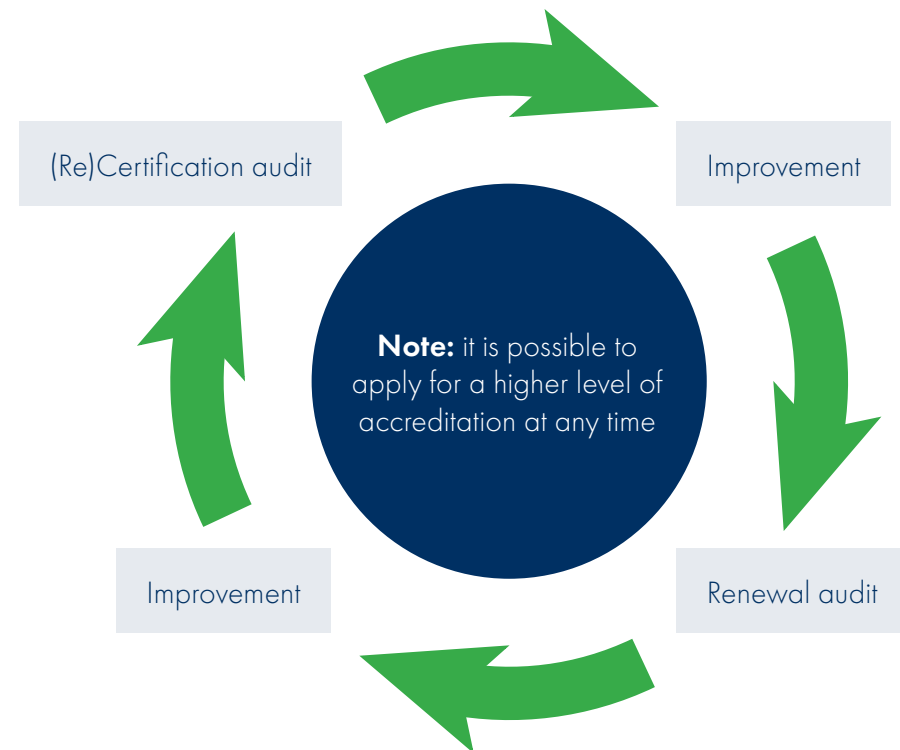 (Re)Certification audit
Improvement
Note: it is possible to
apply for a higher level of
accreditation at any time
Improvement
Renewal audit